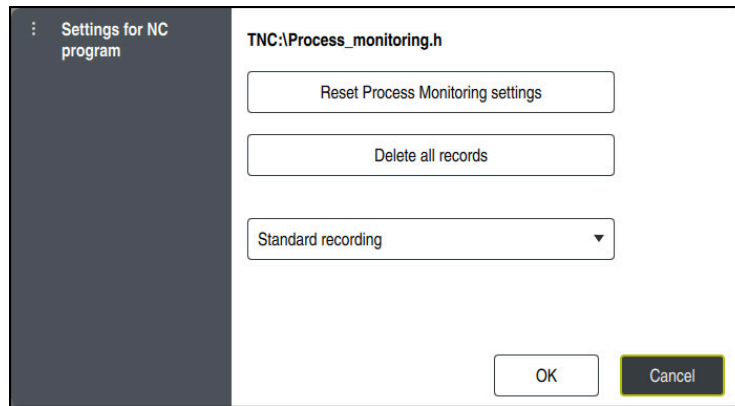 Settings for NC
program
TNC:\Process_monitoring.h
Reset Process Monitoring settings
Delete all records
Standard recording
OK
Cancel